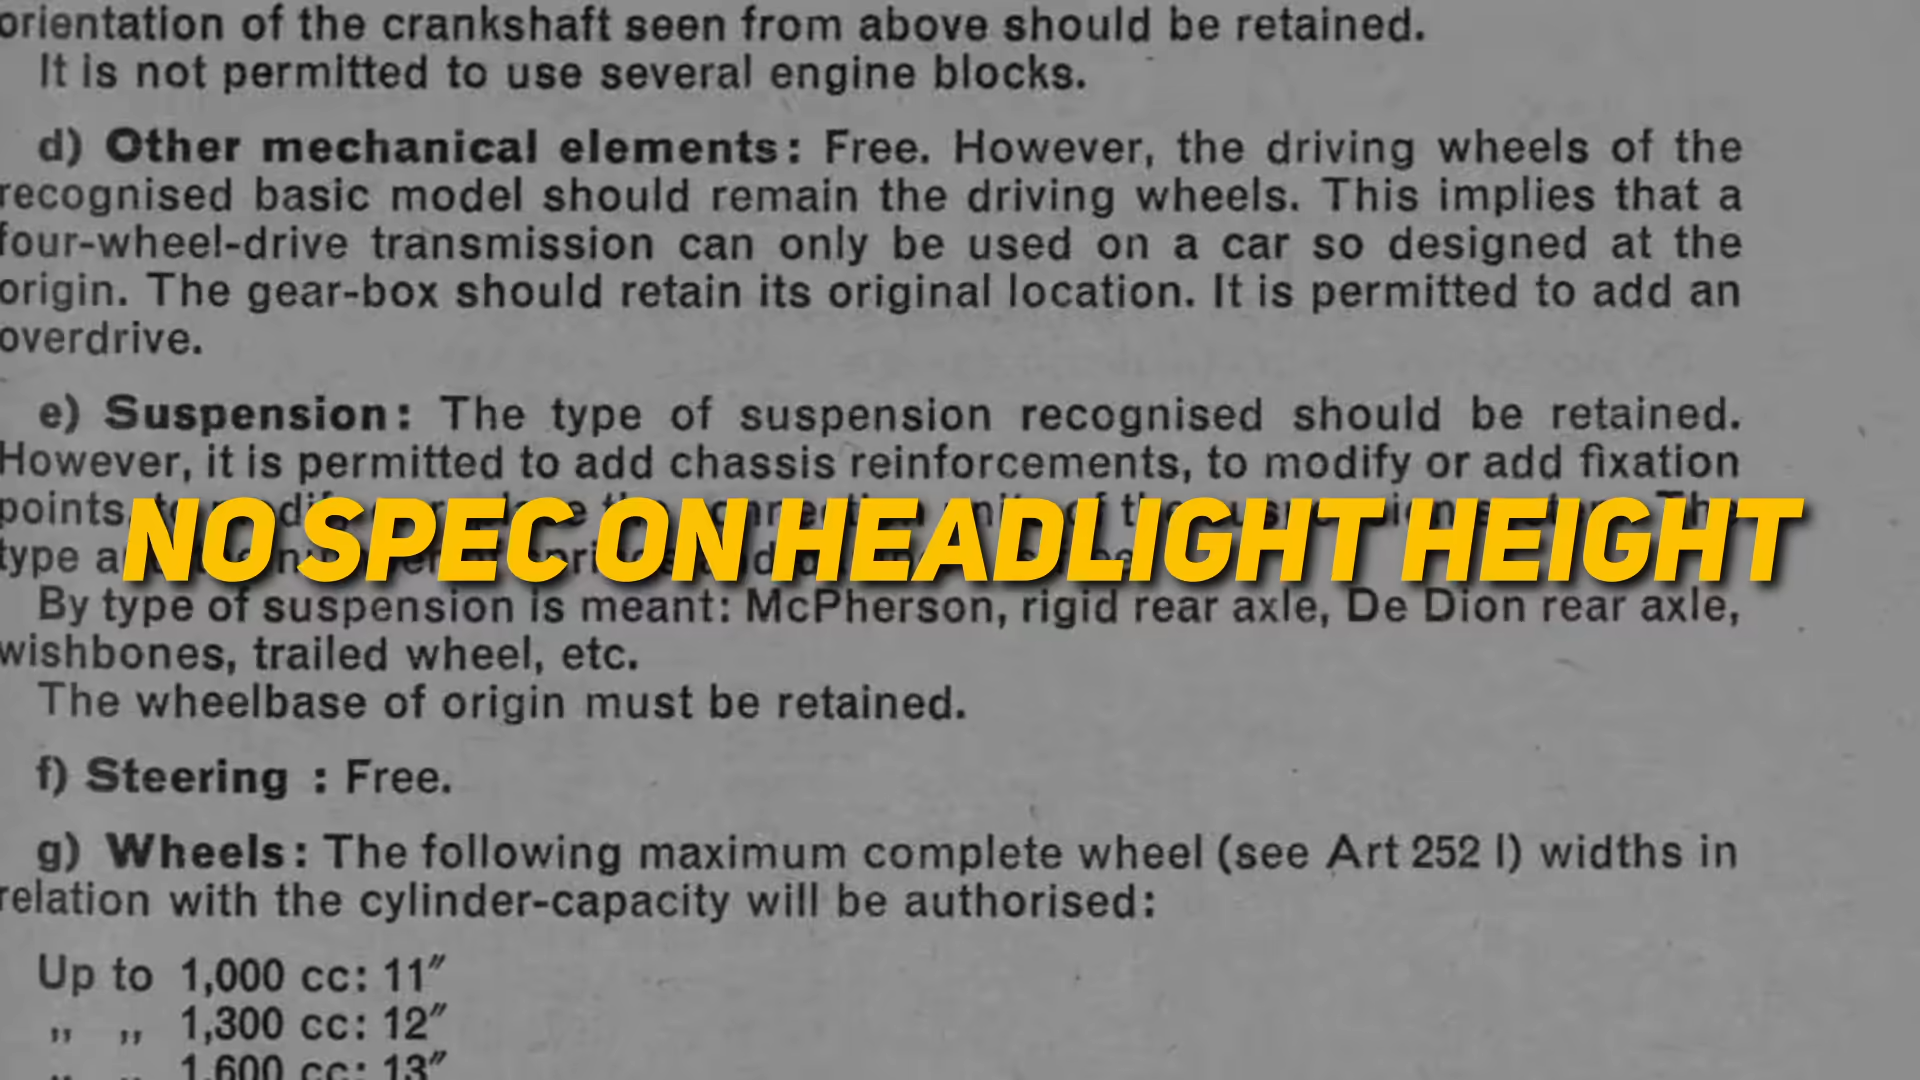 orientation of the crankshaft seen from above should be retained.
It is not permitted to use several engine blocks.
d) Other mechanical elements: Free. However, the driving wheels of the
recognised basic model should remain the driving wheels. This implies that a
four-wheel-drive transmission can only be used on a car so designed at the
origin. The gear-box should retain its original location. It is permitted to add an
overdrive.
e) Suspension: The type of suspension recognised should be retained.
However, it is permitted to add chassis reinforcements, to modify or add fixation
points,
NO SPEC ON HEADLIGHT HEIGHT
type
By type of suspension is meant: McPherson, rigid rear axle, De Dion rear axle,
wishbones, trailed wheel, etc.
The wheelbase of origin must be retained.
f) Steering : Free.
g) Wheels: The following maximum complete wheel (see Art 252 l) widths in
relation with the cylinder-capacity will be authorised:
Up to 1,000 cc: 11″
,, ,, 1,300 cc: 12″
,, ,, 1,600 cc: 13″